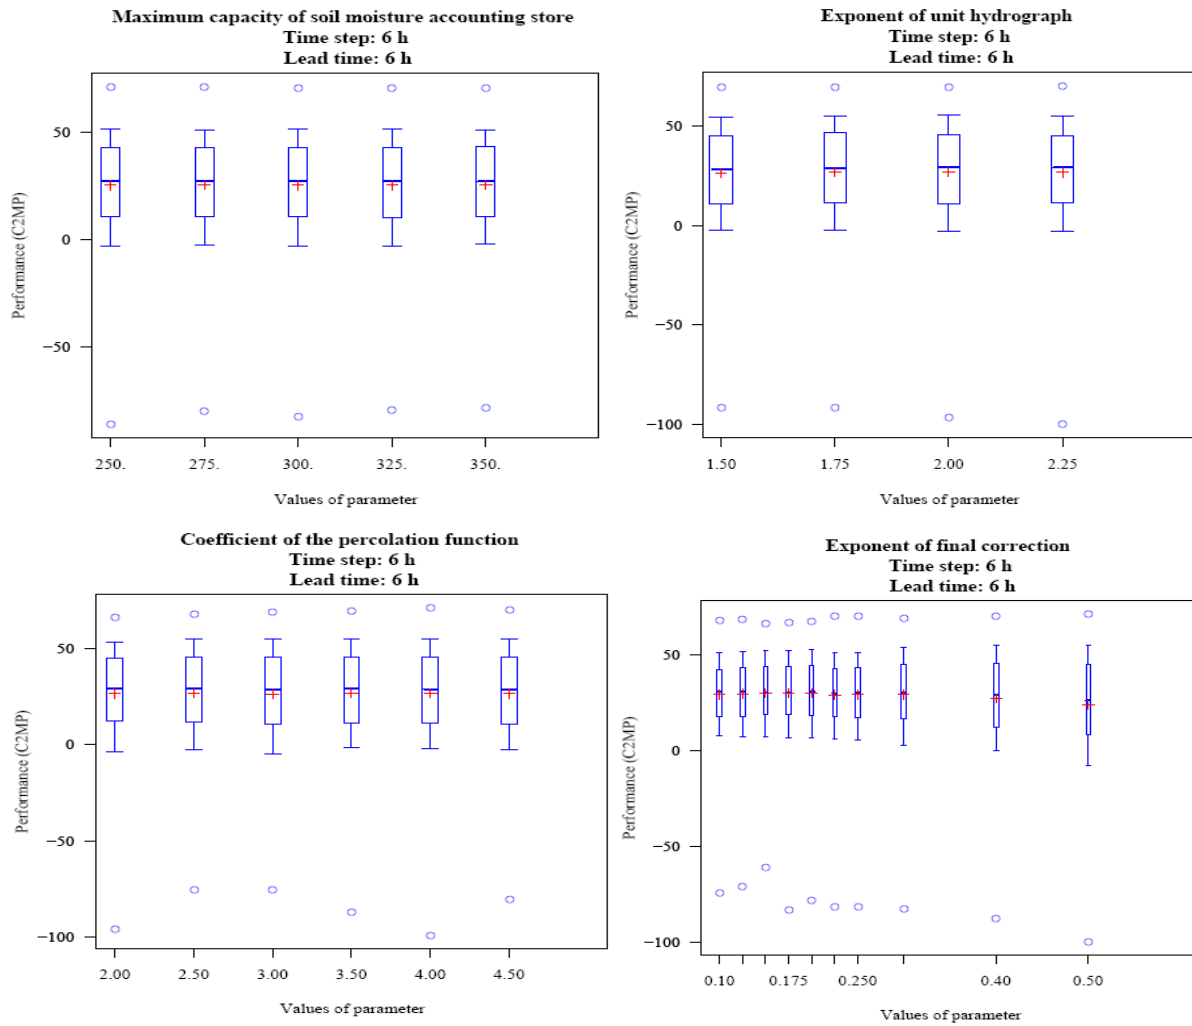 Maximum capacity of soil moisture accounting store
Time step: 6 h
Lead time: 6 h
Performance (C2MP)
50
0
−50
250. 275. 300. 325. 350.
Values of parameter
Exponent of unit hydrograph
Time step: 6 h
Lead time: 6 h
Performance (C2MP)
50
0
−50
−100
1.50 1.75 2.00 2.25
Values of parameter
Coefficient of the percolation function
Time step: 6 h
Lead time: 6 h
Performance (C2MP)
50
0
−50
−100
2.00 2.50 3.00 3.50 4.00 4.50
Values of parameter
Exponent of final correction
Time step: 6 h
Lead time: 6 h
Performance (C2MP)
50
0
−50
−100
0.10 0.175 0.250 0.40 0.50
Values of parameter